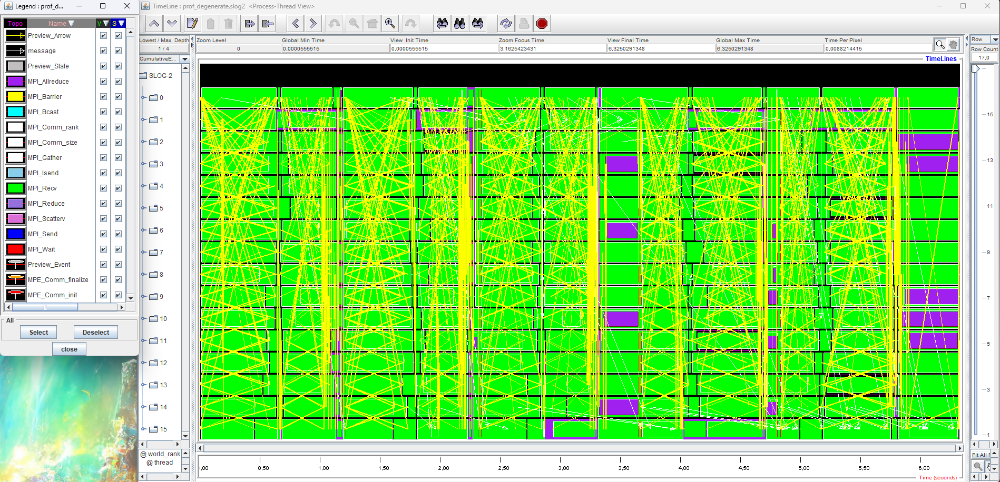 Legend : prof_d...
TimeLine : prof_degenerate.slog2 <Process-Thread View>
Topo Name V S
Preview_Arrow
message
Preview_State
MPI_Allreduce
MPI_Barrier
MPI_Bcast
MPI_Comm_rank
MPI_Comm_size
MPI_Gather
MPI_Isend
MPI_Recv
MPI_Reduce
MPI_Scatterv
MPI_Send
MPI_Wait
Preview_Event
MPE_Comm_finalize
MPE_Comm_init
All
Select Deselect
close
Lowest / Max. Depth Zoom Level Global Min Time View Init Time Zoom Focus Time View Final Time Global Max Time Time Per Pixel
1 / 4 0 0,0000555515 0,0000555515 3,1625423431 6,3250291348 6,3250291348 0,0088214415
CumulativeE...
TimeLines
SLOG-2
0
1
2
3
4
5
6
7
8
9
10
11
12
13
14
15
@ world_rank
@ thread
0,00 0,50 1,00 1,50 2,00 2,50 3,00 3,50 4,00 4,50 5,00 5,50 6,00
Time (seconds)
Row
Row Count
17,0
15
13
11
9
7
5
3
1
Fit All